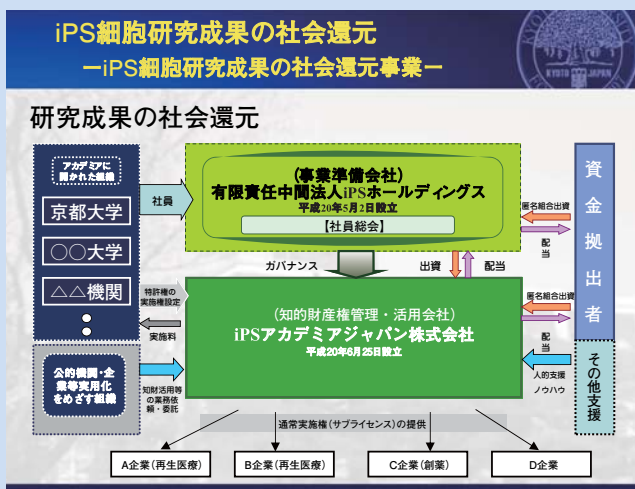 iPS細胞研究成果の社会還元
ーiPS細胞研究成果の社会還元事業ー
KYOTO JAPAN
研究成果の社会還元
アカデミアに
開かれた組織
京都大学
○○大学
△△機関
社員
(事業準備会社)
有限責任中間法人iPSホールディングス
平成20年5月2日設立
【社員総会】
匿名組合出資
配
当
資
金
拠
出
者
ガバナンス
出資
配当
特許権の
実施権設定
実施料
(知的財産権管理・活用会社)
iPSアカデミアジャパン株式会社
平成20年6月25日設立
匿名組合出資
配
当
人的支援
ノウハウ
その他支援
公的機関・企
業等実用化
をめざす組織
知財活用等
の業務依
頼・委託
通常実施権(サブライセンス)の提供
A企業(再生医療)
B企業(再生医療)
C企業(創薬)
D企業